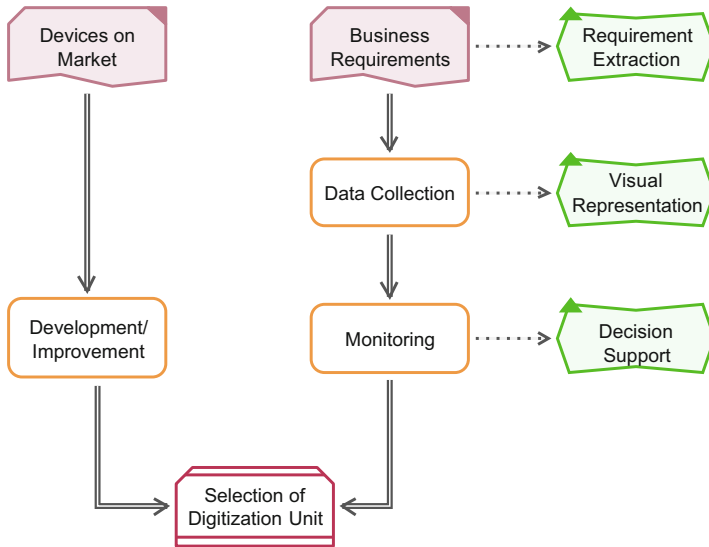 Devices on
Market
Business
Requirements
Requirement
Extraction
Data Collection
Visual
Representation
Development/
Improvement
Monitoring
Decision
Support
Selection of
Digitization Unit